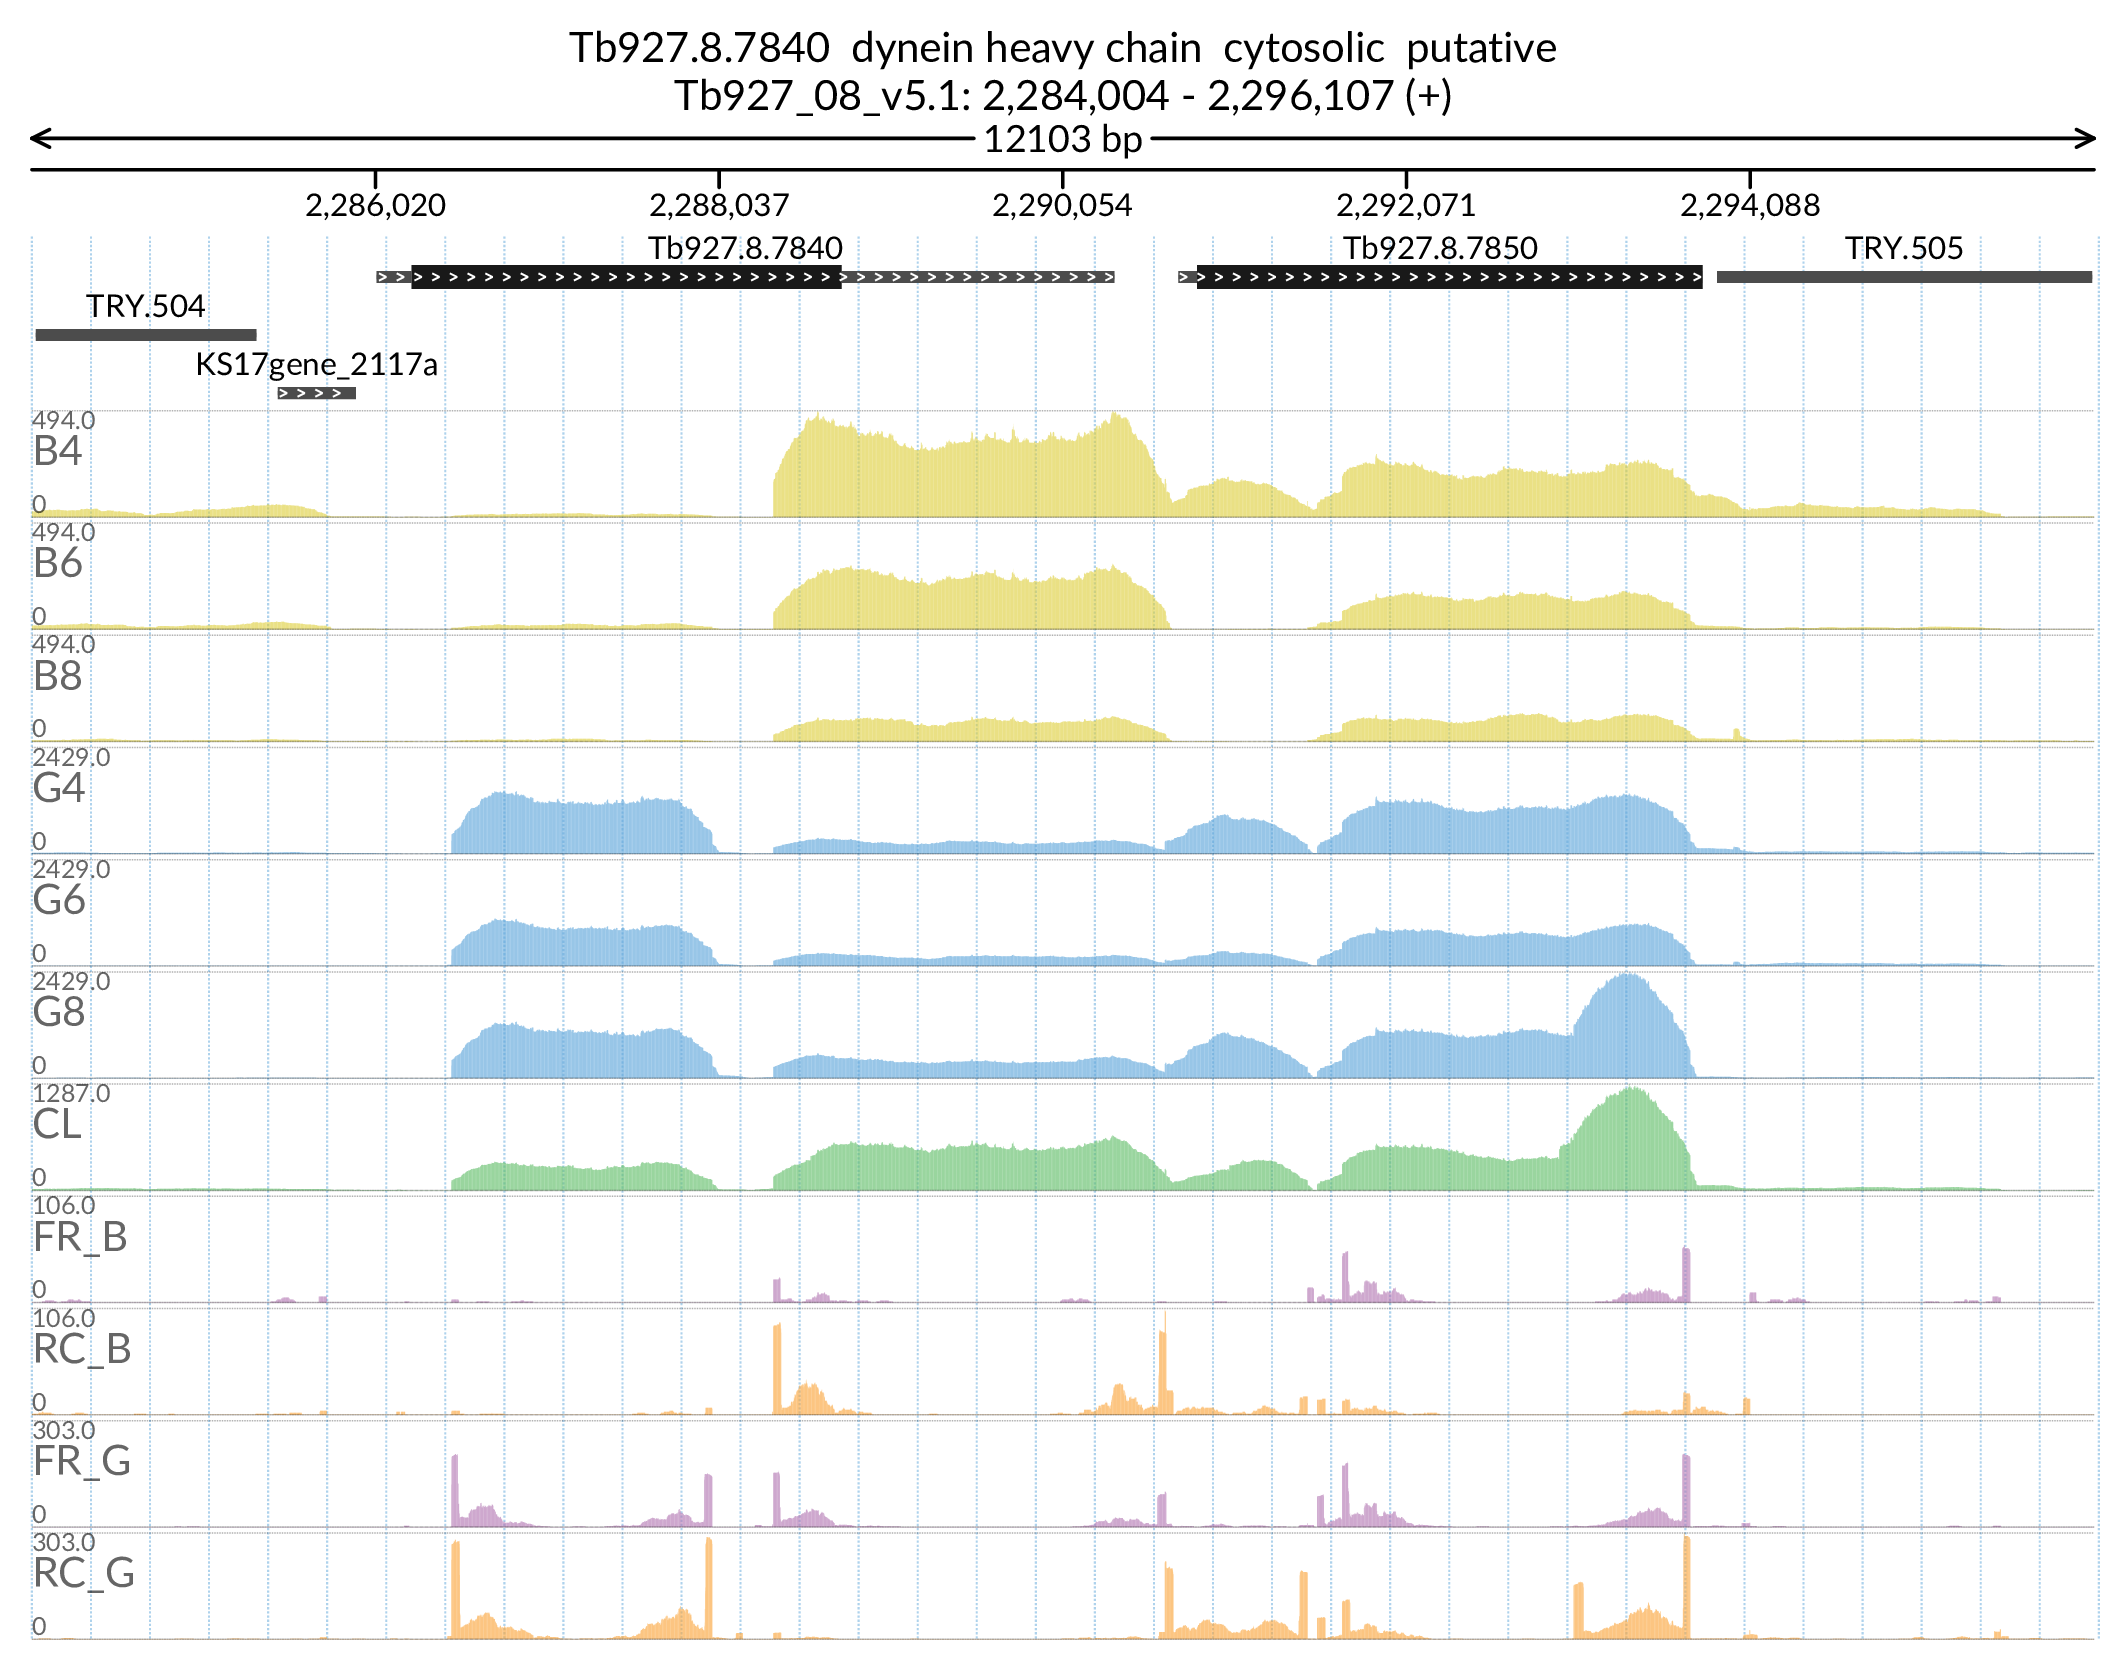 Tb927.8.7840  dynein heavy chain  cytosolic  putative
Tb927_08_v5.1: 2,284,004 - 2,296,107 (+)
12103 bp
2,286,020 2,288,037 2,290,054 2,292,071 2,294,088
Tb927.8.7840 Tb927.8.7850 TRY.505
TRY.504
KS17gene_2117a
494.0
B4
0
494.0
B6
0
494.0
B8
0
2429.0
G4
0
2429.0
G6
0
2429.0
G8
0
1287.0
CL
0
106.0
FR_B
0
106.0
RC_B
0
303.0
FR_G
0
303.0
RC_G
0